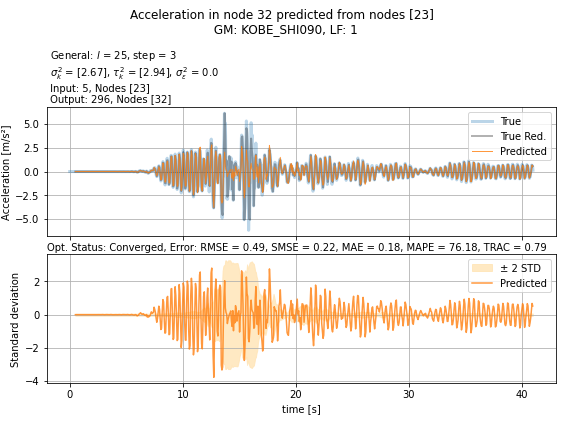 Acceleration in node 32 predicted from nodes [23]
GM: KOBE_SHI090, LF: 1
General: l = 25, step = 3
σ²ₖ = [2.67], τ²ₖ = [2.94], σ²ε = 0.0
Input: 5, Nodes [23]
Output: 296, Nodes [32]
Acceleration [m/s²]
5.0
2.5
0.0
−2.5
−5.0
True
True Red.
Predicted
Opt. Status: Converged, Error: RMSE = 0.49, SMSE = 0.22, MAE = 0.18, MAPE = 76.18, TRAC = 0.79
Standard deviation
2
0
−2
−4
± 2 STD
Predicted
0
10
20
30
40
time [s]